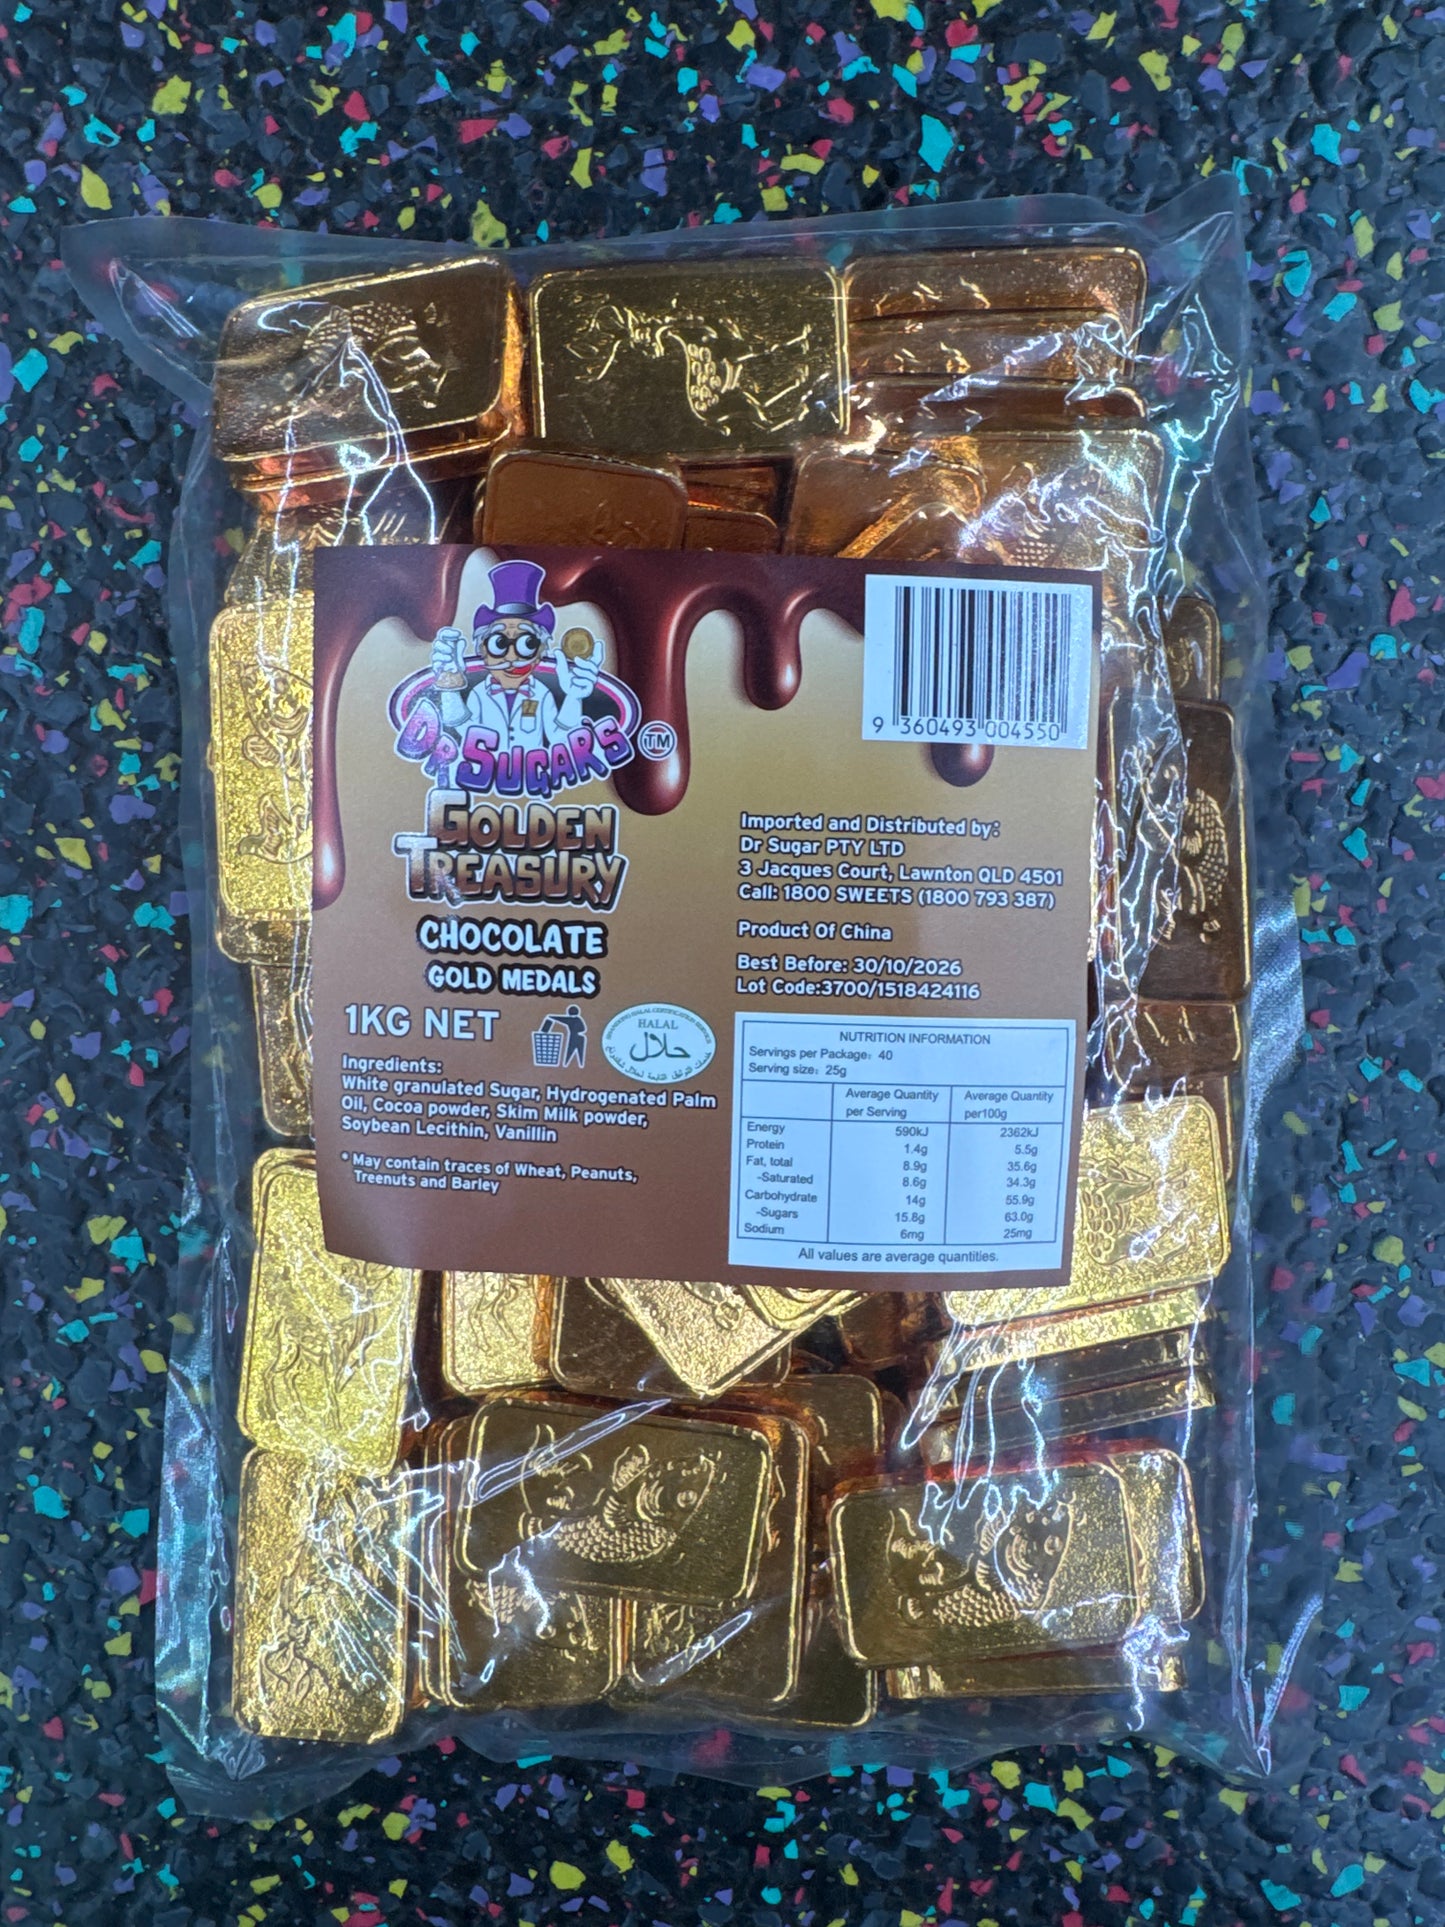 DR SUGAR'S TM
GOLDEN
TREASURY
CHOCOLATE
GOLD MEDALS
1KG NET
HALAL
حلال
Ingredients:
White granulated Sugar, Hydrogenated Palm
Oil, Cocoa powder, Skim Milk powder,
Soybean Lecithin, Vanillin
* May contain traces of Wheat, Peanuts,
Treenuts and Barley
9 360493 004550
Imported and Distributed by:
Dr Sugar PTY LTD
3 Jacques Court, Lawnton QLD 4501
Call: 1800 SWEETS (1800 793 387)
Product Of China
Best Before: 30/10/2026
Lot Code:3700/1518424116
NUTRITION INFORMATION
Servings per Package: 40
Serving size: 25g
Average Quantity per Serving Average Quantity per100g
Energy 590kJ 2362kJ
Protein 1.4g 5.5g
Fat, total 8.9g 35.6g
-Saturated 8.6g 34.3g
Carbohydrate 14g 55.9g
-Sugars 15.8g 63.0g
Sodium 6mg 25mg
All values are average quantities.